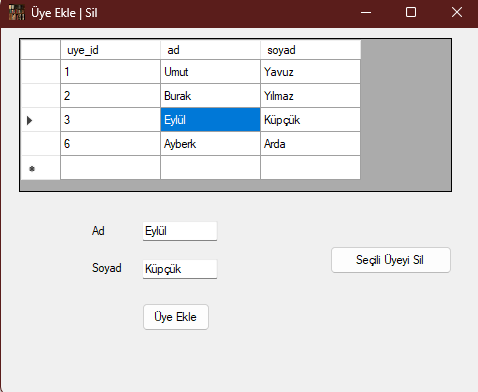 Üye Ekle | Sil
uye_id ad soyad
1 Umut Yavuz
2 Burak Yılmaz
3 Eylül Küpçük
6 Ayberk Arda
Ad Eylül
Soyad Küpçük
Seçili Üyeyi Sil
Üye Ekle